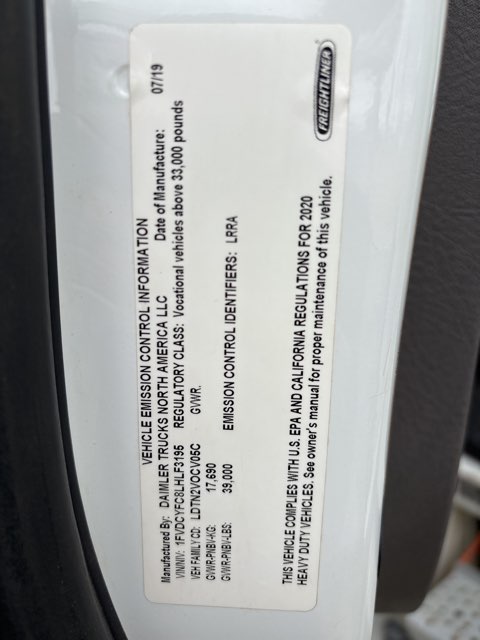 VEHICLE EMISSION CONTROL INFORMATION
Manufactured By: DAIMLER TRUCKS NORTH AMERICA LLC Date of Manufacture: 07/19
VIN/NIV: 1FVDCYFC8LHLF3195 REGULATORY CLASS: Vocational vehicles above 33,000 pounds
VEH FAMILY CD: LDTN2VOCV05C GVWR.
GVWR-PNBV-KG: 17,690
GVWR-PNBV-LBS: 39,000 EMISSION CONTROL IDENTIFIERS: LRRA
THIS VEHICLE COMPLIES WITH U.S. EPA AND CALIFORNIA REGULATIONS FOR 2020
HEAVY DUTY VEHICLES. See owner's manual for proper maintenance of this vehicle.
FREIGHTLINER